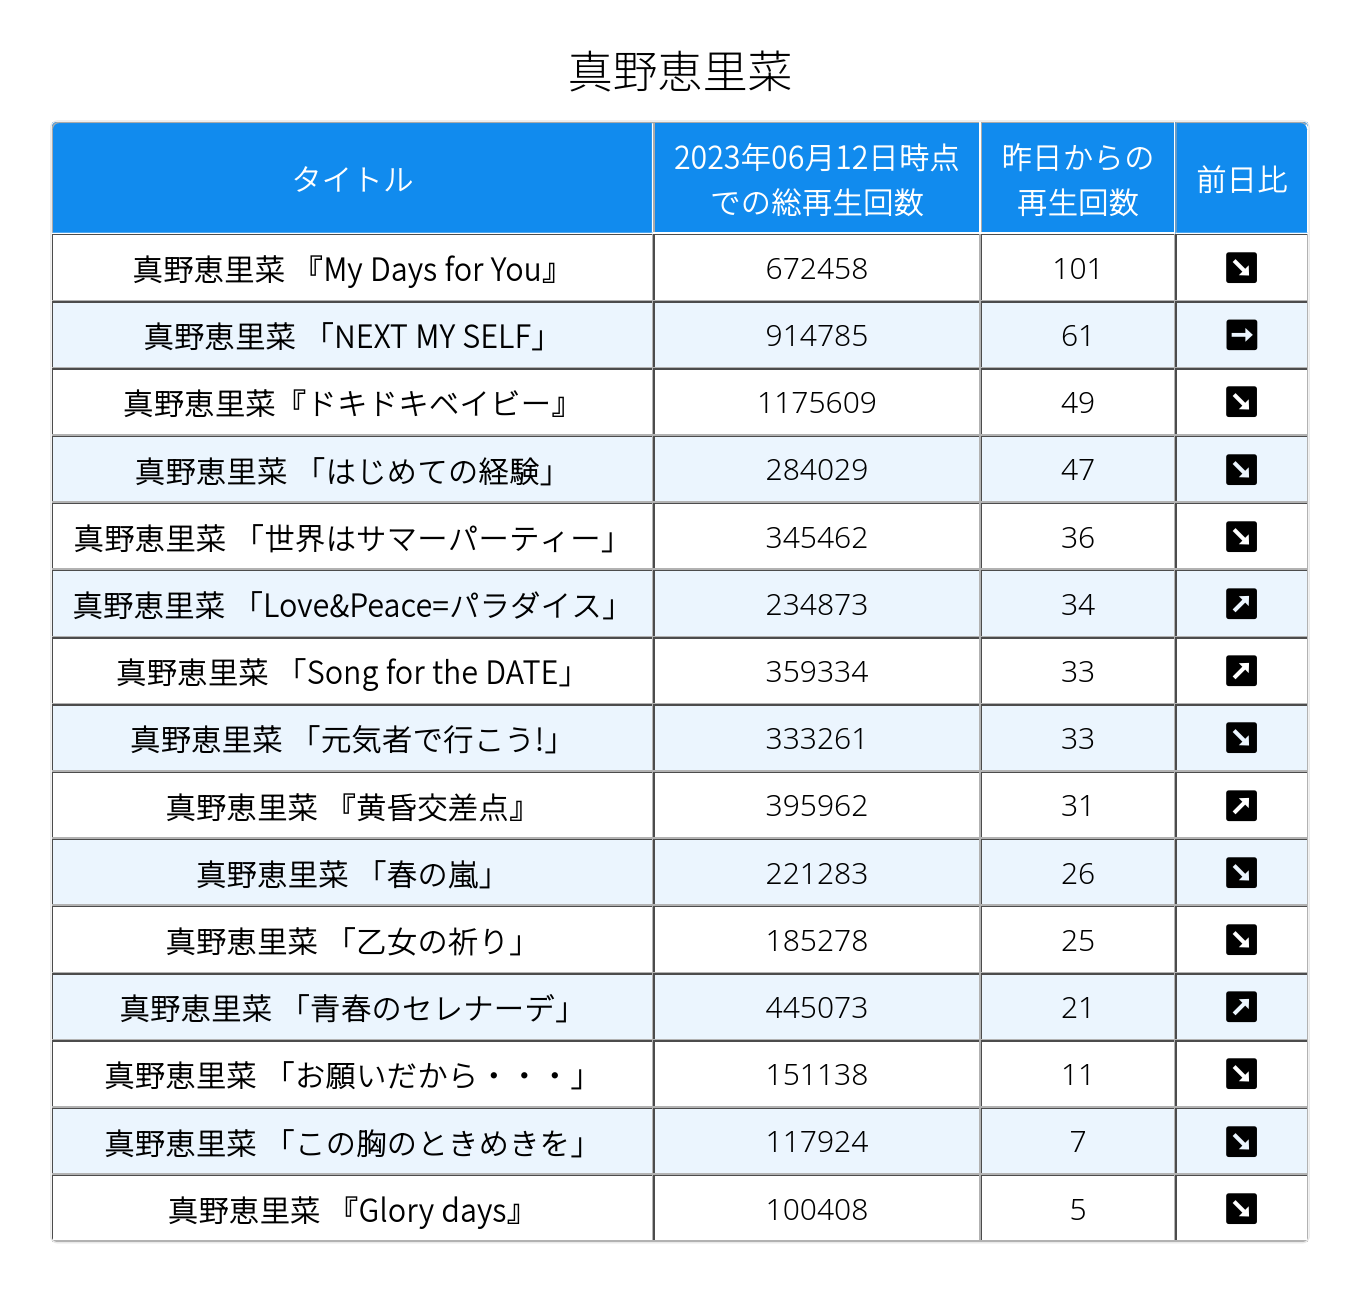 真野恵里菜
タイトル 2023年06月12日時点での総再生回数 昨日からの再生回数 前日比
真野恵里菜 『My Days for You』 672458 101 ↘
真野恵里菜 「NEXT MY SELF」 914785 61 →
真野恵里菜『ドキドキベイビー』 1175609 49 ↘
真野恵里菜 「はじめての経験」 284029 47 ↘
真野恵里菜 「世界はサマーパーティー」 345462 36 ↘
真野恵里菜 「Love&Peace=パラダイス」 234873 34 ↗
真野恵里菜 「Song for the DATE」 359334 33 ↗
真野恵里菜 「元気者で行こう!」 333261 33 ↘
真野恵里菜 『黄昏交差点』 395962 31 ↗
真野恵里菜 「春の嵐」 221283 26 ↘
真野恵里菜 「乙女の祈り」 185278 25 ↘
真野恵里菜 「青春のセレナーデ」 445073 21 ↗
真野恵里菜 「お願いだから・・・」 151138 11 ↘
真野恵里菜 「この胸のときめきを」 117924 7 ↘
真野恵里菜 『Glory days』 100408 5 ↘